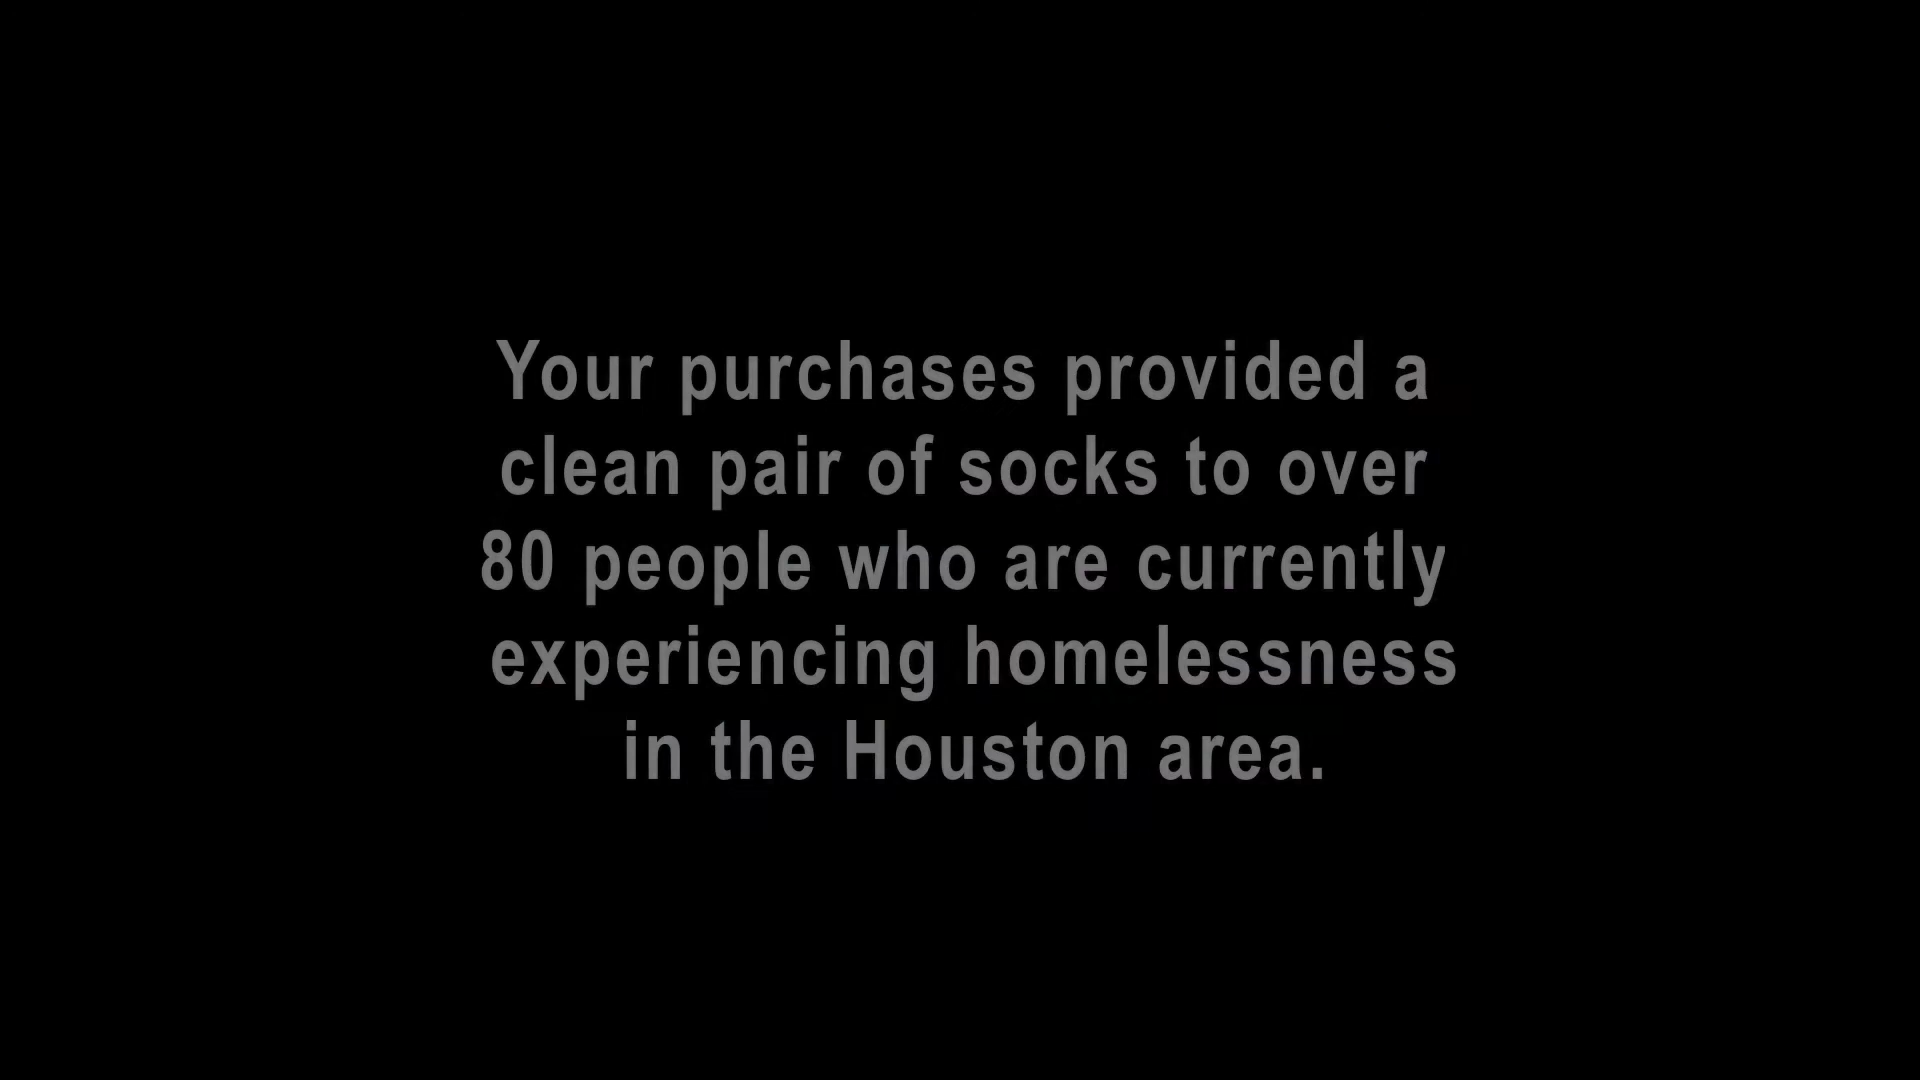 Your purchases provided a
clean pair of socks to over
80 people who are currently
experiencing homelessness
in the Houston area.